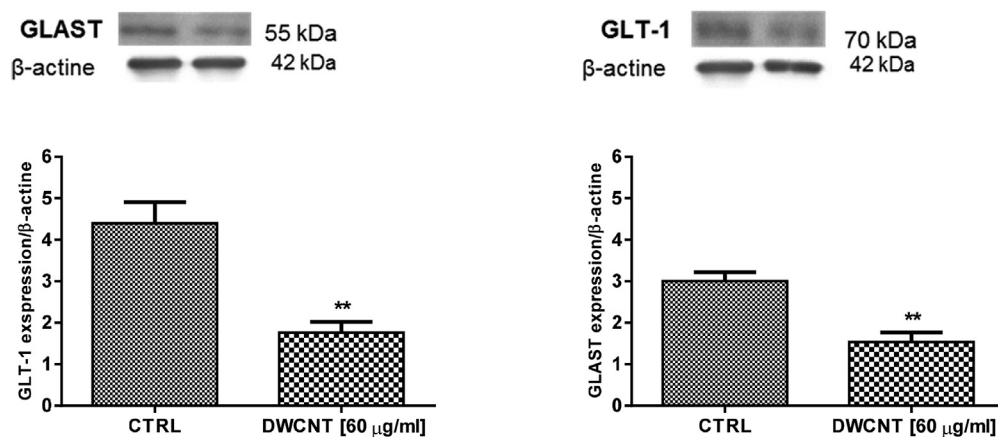 GLAST 55 kDa
β-actine 42 kDa
GLT-1 70 kDa
β-actine 42 kDa
GLT-1 exspression/β-actine
6
5
4
3
2
1
0
**
CTRL DWCNT [60 μg/ml]
GLAST expression/β-actine
6
5
4
3
2
1
0
**
CTRL DWCNT [60 μg/ml]